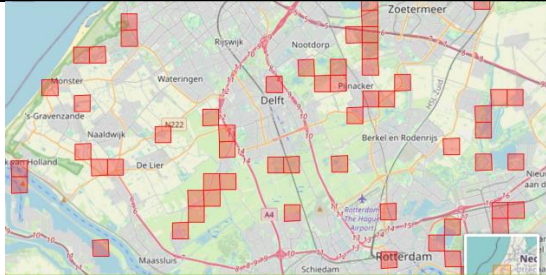 Zoetermeer
Rijswijk
Nootdorp
Monster
Wateringen
Pijnacker
Delft
's-Gravenzande
N222
Naaldwijk
Berkel en Rodenrijs
De Lier
A4
Rotterdam
The Hague
Airport
Maassluis
Schiedam
Rotterdam